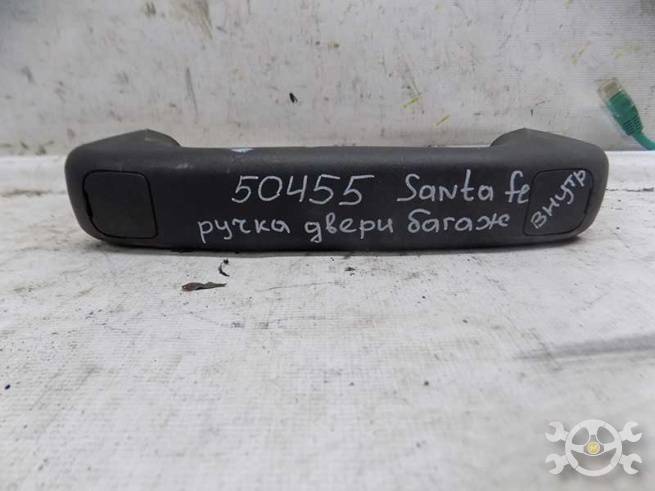 50455 Santa fe
ручка двери багаж
внутр